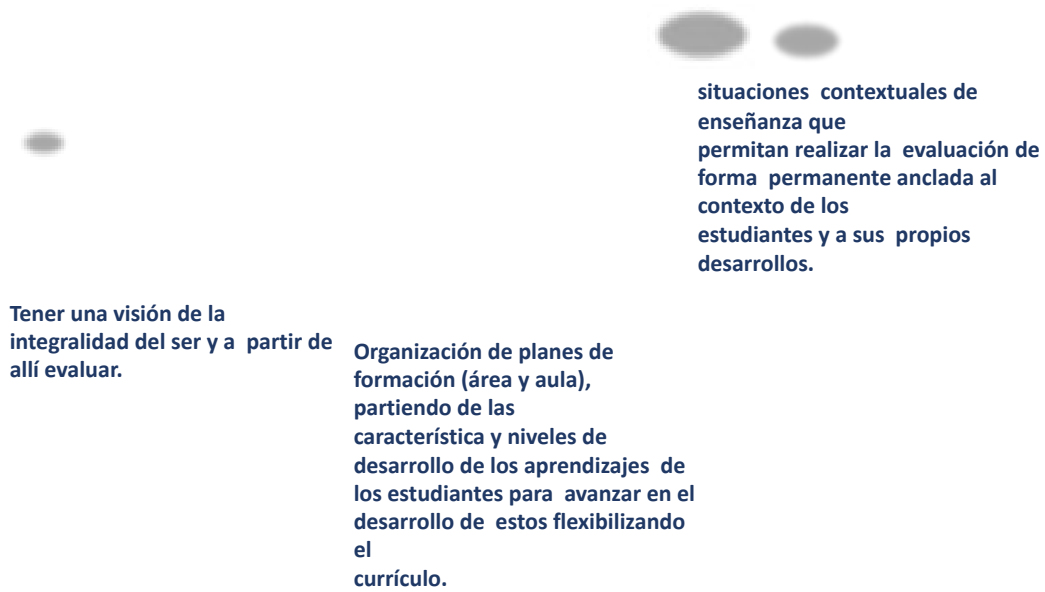 situaciones contextuales de
enseñanza que
permitan realizar la evaluación de
forma permanente anclada al
contexto de los
estudiantes y a sus propios
desarrollos.
Tener una visión de la
integralidad del ser y a partir de
allí evaluar.
Organización de planes de
formación (área y aula),
partiendo de las
característica y niveles de
desarrollo de los aprendizajes de
los estudiantes para avanzar en el
desarrollo de estos flexibilizando
el
currículo.